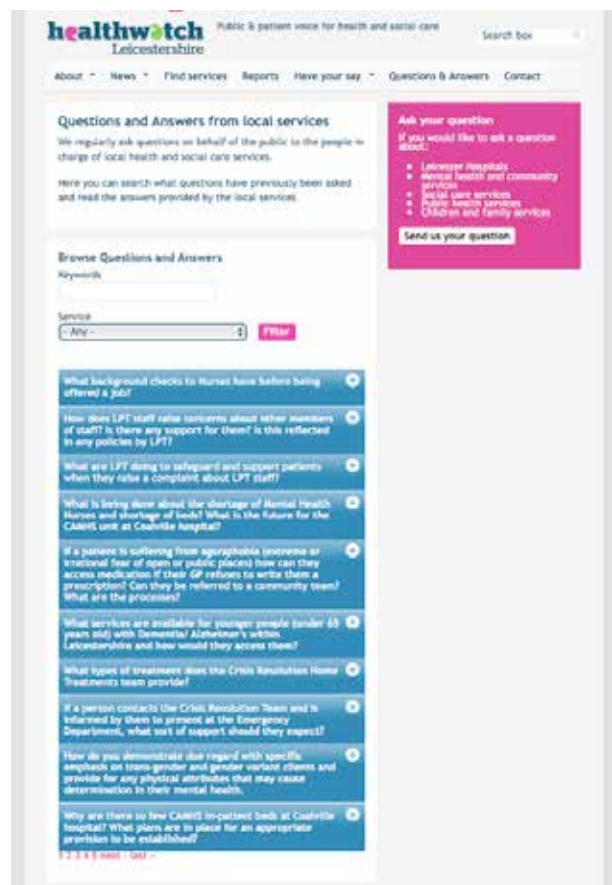 healthwatch
Leicestershire
Public & patient voice for health and social care
Search box
About News Find services Reports Have your say Questions & Answers Contact
Questions and Answers from local services
We regularly ask questions on behalf of the public to the people in
charge of local health and social care services.
Here you can search what questions have previously been asked
and read the answers provided by the local services.
Ask your question
If you would like to ask a question
about:
Leicester Hospitals
Mental health and community
services
Social care services
Public health services
Children and family services
Send us your question
Browse Questions and Answers
Keywords
Service
- Any -
Filter
What background checks to Nurses have before being
offered a job?
How does LPT staff raise concerns about other members
of staff? Is there any support for them? Is this reflected
in any policies by LPT?
What are LPT doing to safeguard and support patients
when they raise a complaint about LPT staff?
What is being done about the shortage of Mental Health
Nurses and shortage of beds? What is the future for the
CAMHS unit at Coalville hospital?
If a patient is suffering from agoraphobia (extreme or
irrational fear of open or public places) how can they
access medication if their GP refuses to write them a
prescription? Can they be referred to a community team?
What are the processes?
What services are available for younger people (under 65
years old) with Dementia/ Alzheimer's within
Leicestershire and how would they access them?
What types of treatment does the Crisis Resolution Home
Treatments team provide?
If a person contacts the Crisis Resolution Team and is
informed by them to present at the Emergency
Department, what sort of support should they expect?
How do you demonstrate due regard with specific
emphasis on trans-gender and gender variant clients and
provide for any physical attributes that may cause
determination in their mental health.
Why are there so few CAMHS in-patient beds at Coalville
hospital? What plans are in place for an appropriate
provision to be established?
1 2 3 4 5 next › last »